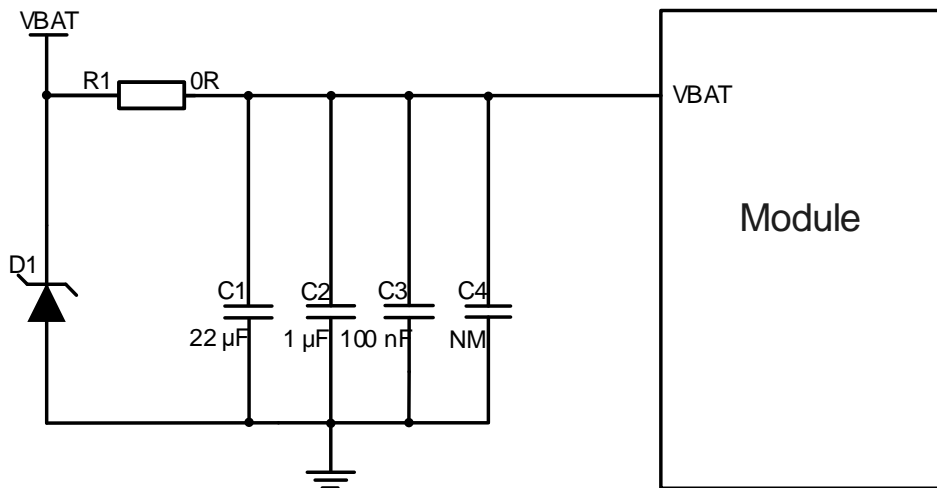 VBAT
R1 0R
VBAT
Module
D1
C1 C2 C3 C4
22 µF 1 µF 100 nF NM